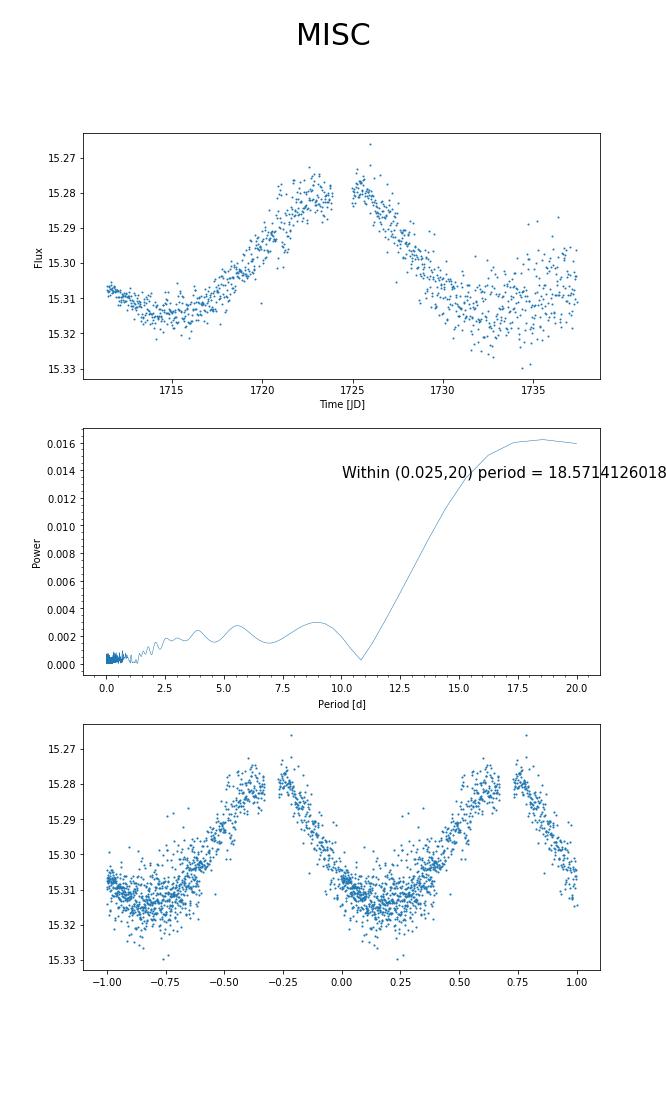 MISC
15.27
15.28
15.29
15.30
15.31
15.32
15.33
Flux
1715 1720 1725 1730 1735
Time [JD]
0.016
0.014
0.012
0.010
0.008
0.006
0.004
0.002
0.000
Power
Within (0.025,20) period = 18.5714126018
0.0 2.5 5.0 7.5 10.0 12.5 15.0 17.5 20.0
Period [d]
15.27
15.28
15.29
15.30
15.31
15.32
15.33
−1.00 −0.75 −0.50 −0.25 0.00 0.25 0.50 0.75 1.00